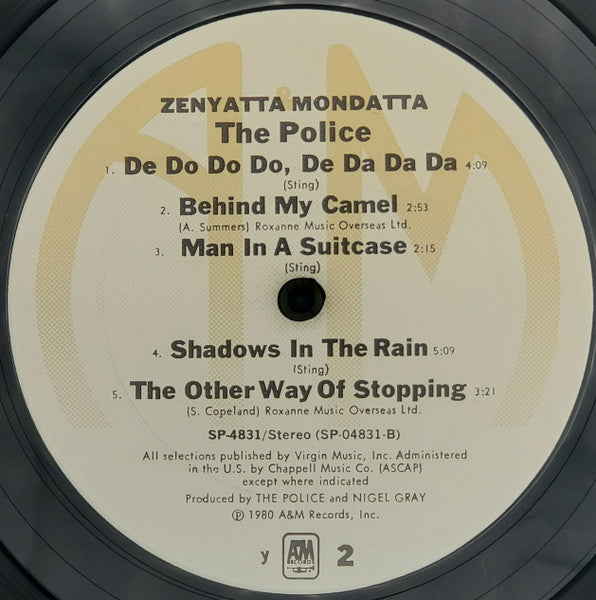 ZENYATTA MONDATTA
The Police
1. De Do Do Do, De Da Da Da 4:09
(Sting)
2. Behind My Camel 2:53
(A. Summers) Roxanne Music Overseas Ltd.
3. Man In A Suitcase 2:15
(Sting)
4. Shadows In The Rain 5:09
(Sting)
5. The Other Way Of Stopping 3:21
(S. Copeland) Roxanne Music Overseas Ltd.
SP-4831/Stereo (SP-04831-B)
All selections published by Virgin Music, Inc. Administered
in the U.S. by Chappell Music Co. (ASCAP)
except where indicated
Produced by THE POLICE and NIGEL GRAY
℗ 1980 A&M Records, Inc.
y A&M RECORDS 2
A&M